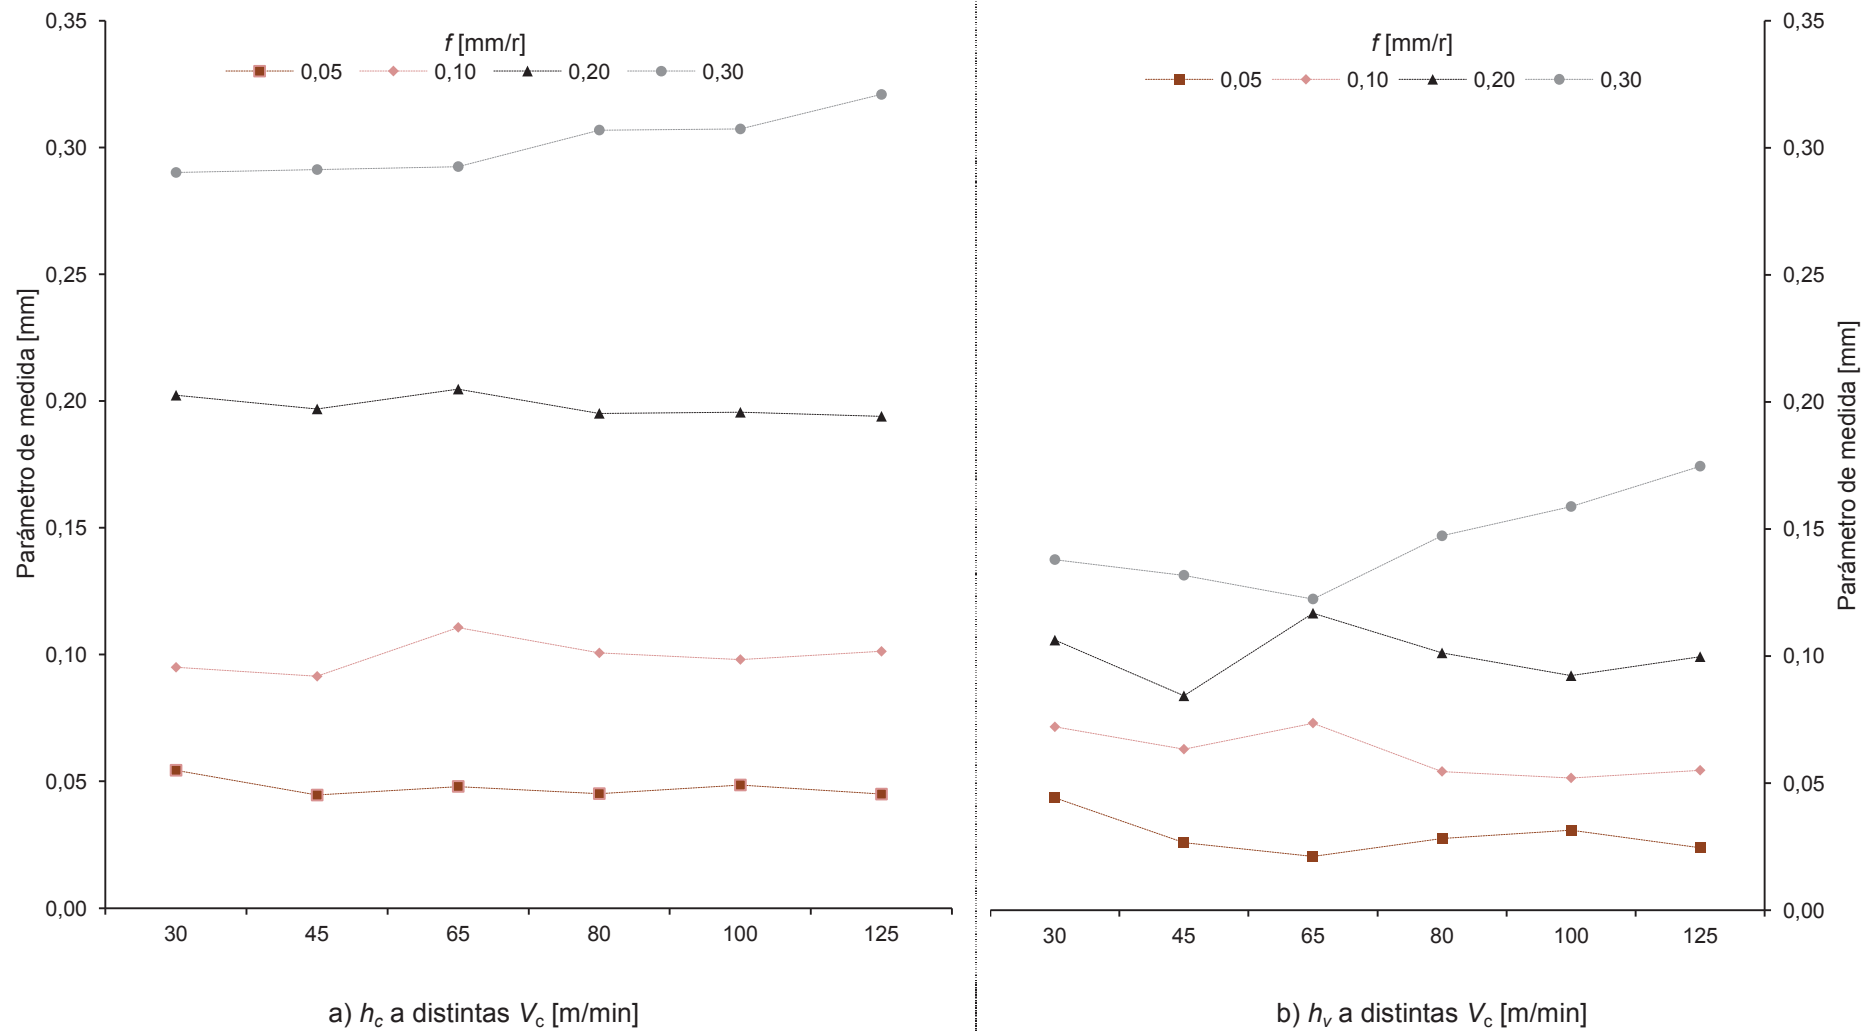 f [mm/r]
0,05 0,10 0,20 0,30
0,35
0,30
0,25
0,20
0,15
0,10
0,05
0,00
Parámetro de medida [mm]
30 45 65 80 100 125
a) hc a distintas Vc [m/min]
f [mm/r]
0,05 0,10 0,20 0,30
0,35
0,30
0,25
0,20
0,15
0,10
0,05
0,00
Parámetro de medida [mm]
30 45 65 80 100 125
b) hv a distintas Vc [m/min]